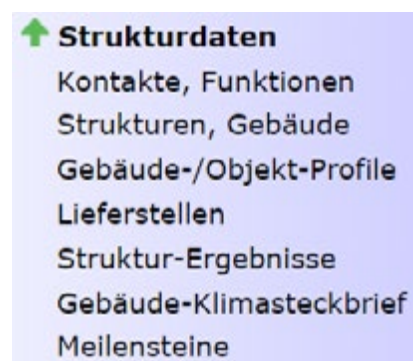 Strukturdaten
Kontakte, Funktionen
Strukturen, Gebäude
Gebäude-/Objekt-Profile
Lieferstellen
Struktur-Ergebnisse
Gebäude-Klimasteckbrief
Meilensteine